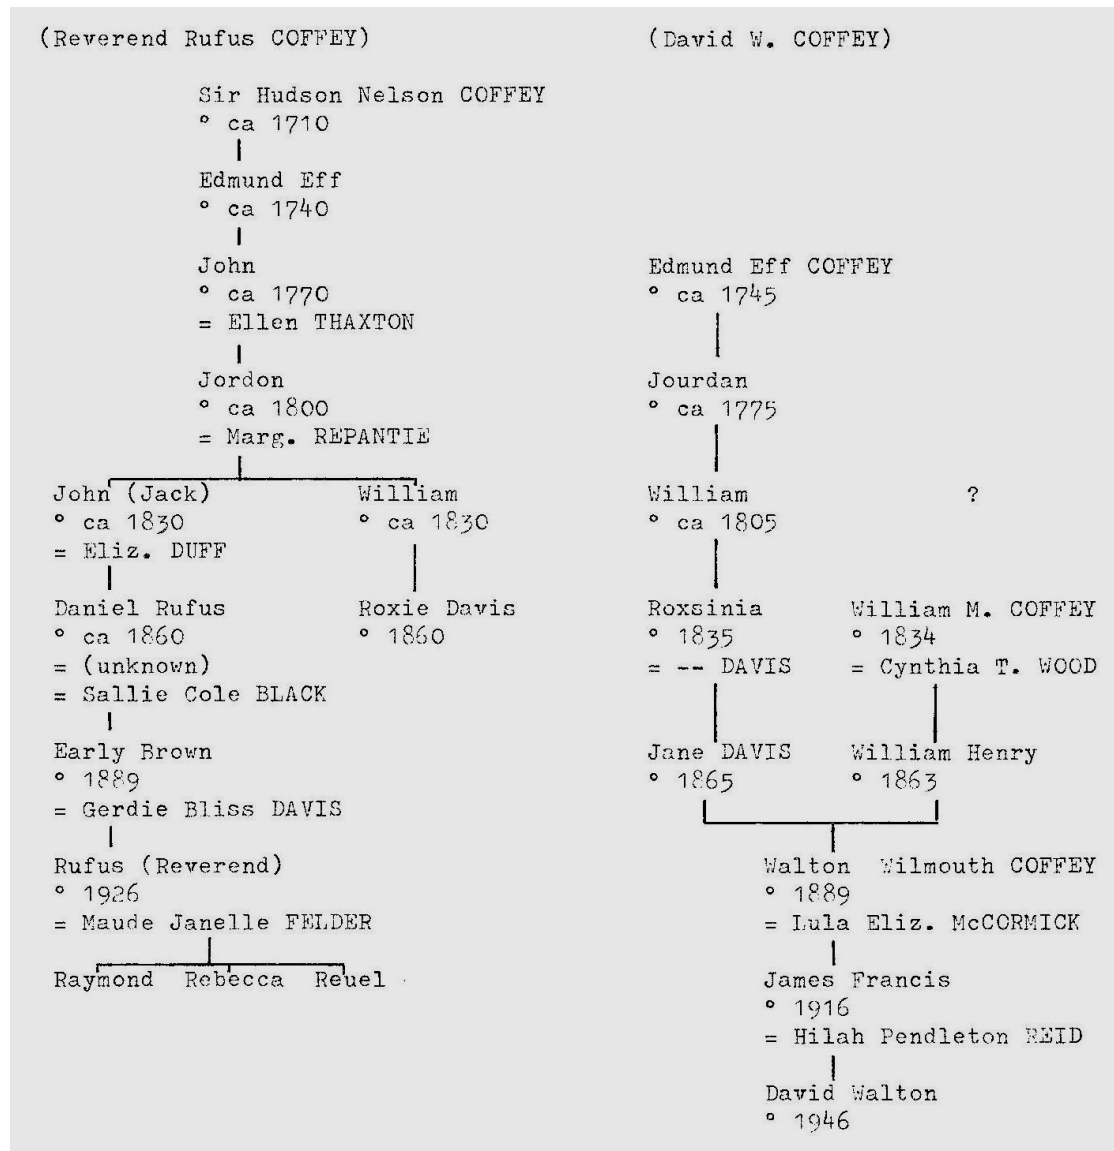 (Reverend Rufus COFFEY)
Sir Hudson Nelson COFFEY
° ca 1710
Edmund Eff
° ca 1740
John
° ca 1770
= Ellen THAXTON
Jordon
° ca 1800
= Marg. REPANTIE
John (Jack)
° ca 1830
= Eliz. DUFF
William
° ca 1830
Daniel Rufus
° ca 1860
= (unknown)
= Sallie Cole BLACK
Roxie Davis
° 1860
Early Brown
° 1889
= Gerdie Bliss DAVIS
Rufus (Reverend)
° 1926
= Maude Janelle FELDER
Raymond Rebecca Reuel
(David W. COFFEY)
Edmund Eff COFFEY
° ca 1745
Jourdan
° ca 1775
William
° ca 1805
?
Roxsinia
° 1835
= -- DAVIS
William M. COFFEY
° 1834
= Cynthia T. WOOD
Jane DAVIS
° 1865
William Henry
° 1863
Walton Wilmouth COFFEY
° 1889
= Lula Eliz. McCORMICK
James Francis
° 1916
= Hilah Pendleton REID
David Walton
° 1946